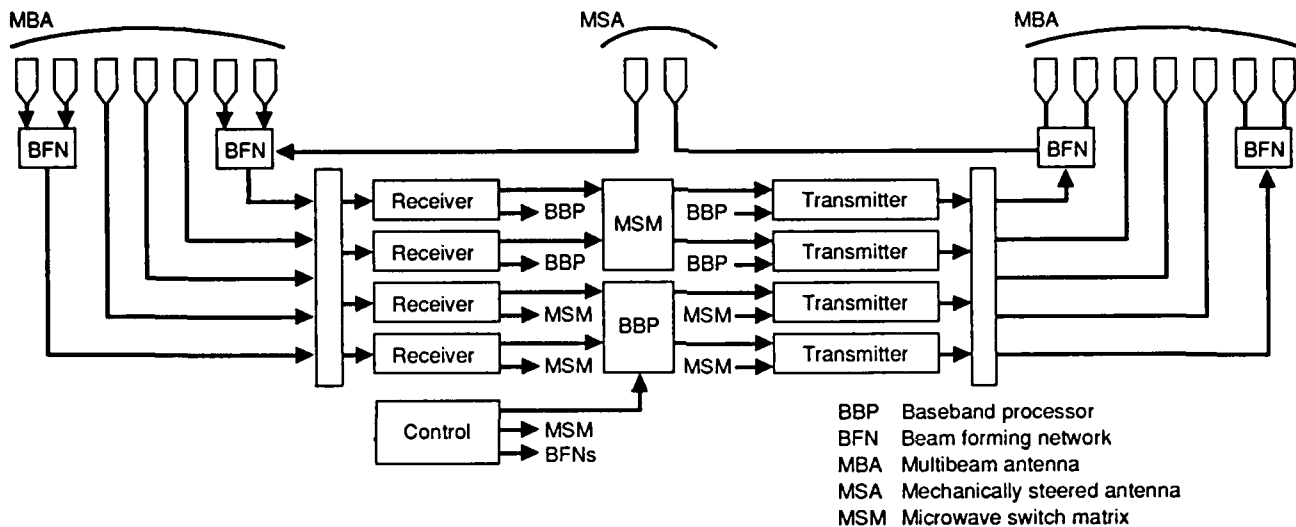 MBA
MSA
MBA
BFN
BFN
BFN
BFN
Receiver
BBP
MSM
BBP
Transmitter
Receiver
BBP
BBP
Transmitter
Receiver
MSM
BBP
MSM
Transmitter
Receiver
MSM
MSM
Transmitter
Control
MSM
BFNs
BBP Baseband processor
BFN Beam forming network
MBA Multibeam antenna
MSA Mechanically steered antenna
MSM Microwave switch matrix